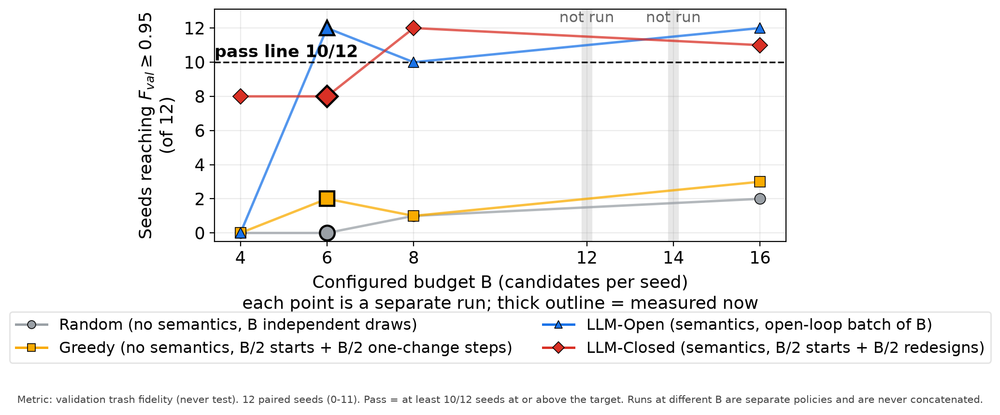 not run
not run
pass line 10/12
12
10
8
6
4
2
0
Seeds reaching F_val ≥ 0.95
(of 12)
4
6
8
12
14
16
Configured budget B (candidates per seed)
each point is a separate run; thick outline = measured now
Random (no semantics, B independent draws)
Greedy (no semantics, B/2 starts + B/2 one-change steps)
LLM-Open (semantics, open-loop batch of B)
LLM-Closed (semantics, B/2 starts + B/2 redesigns)
Metric: validation trash fidelity (never test). 12 paired seeds (0-11). Pass = at least 10/12 seeds at or above the target. Runs at different B are separate policies and are never concatenated.